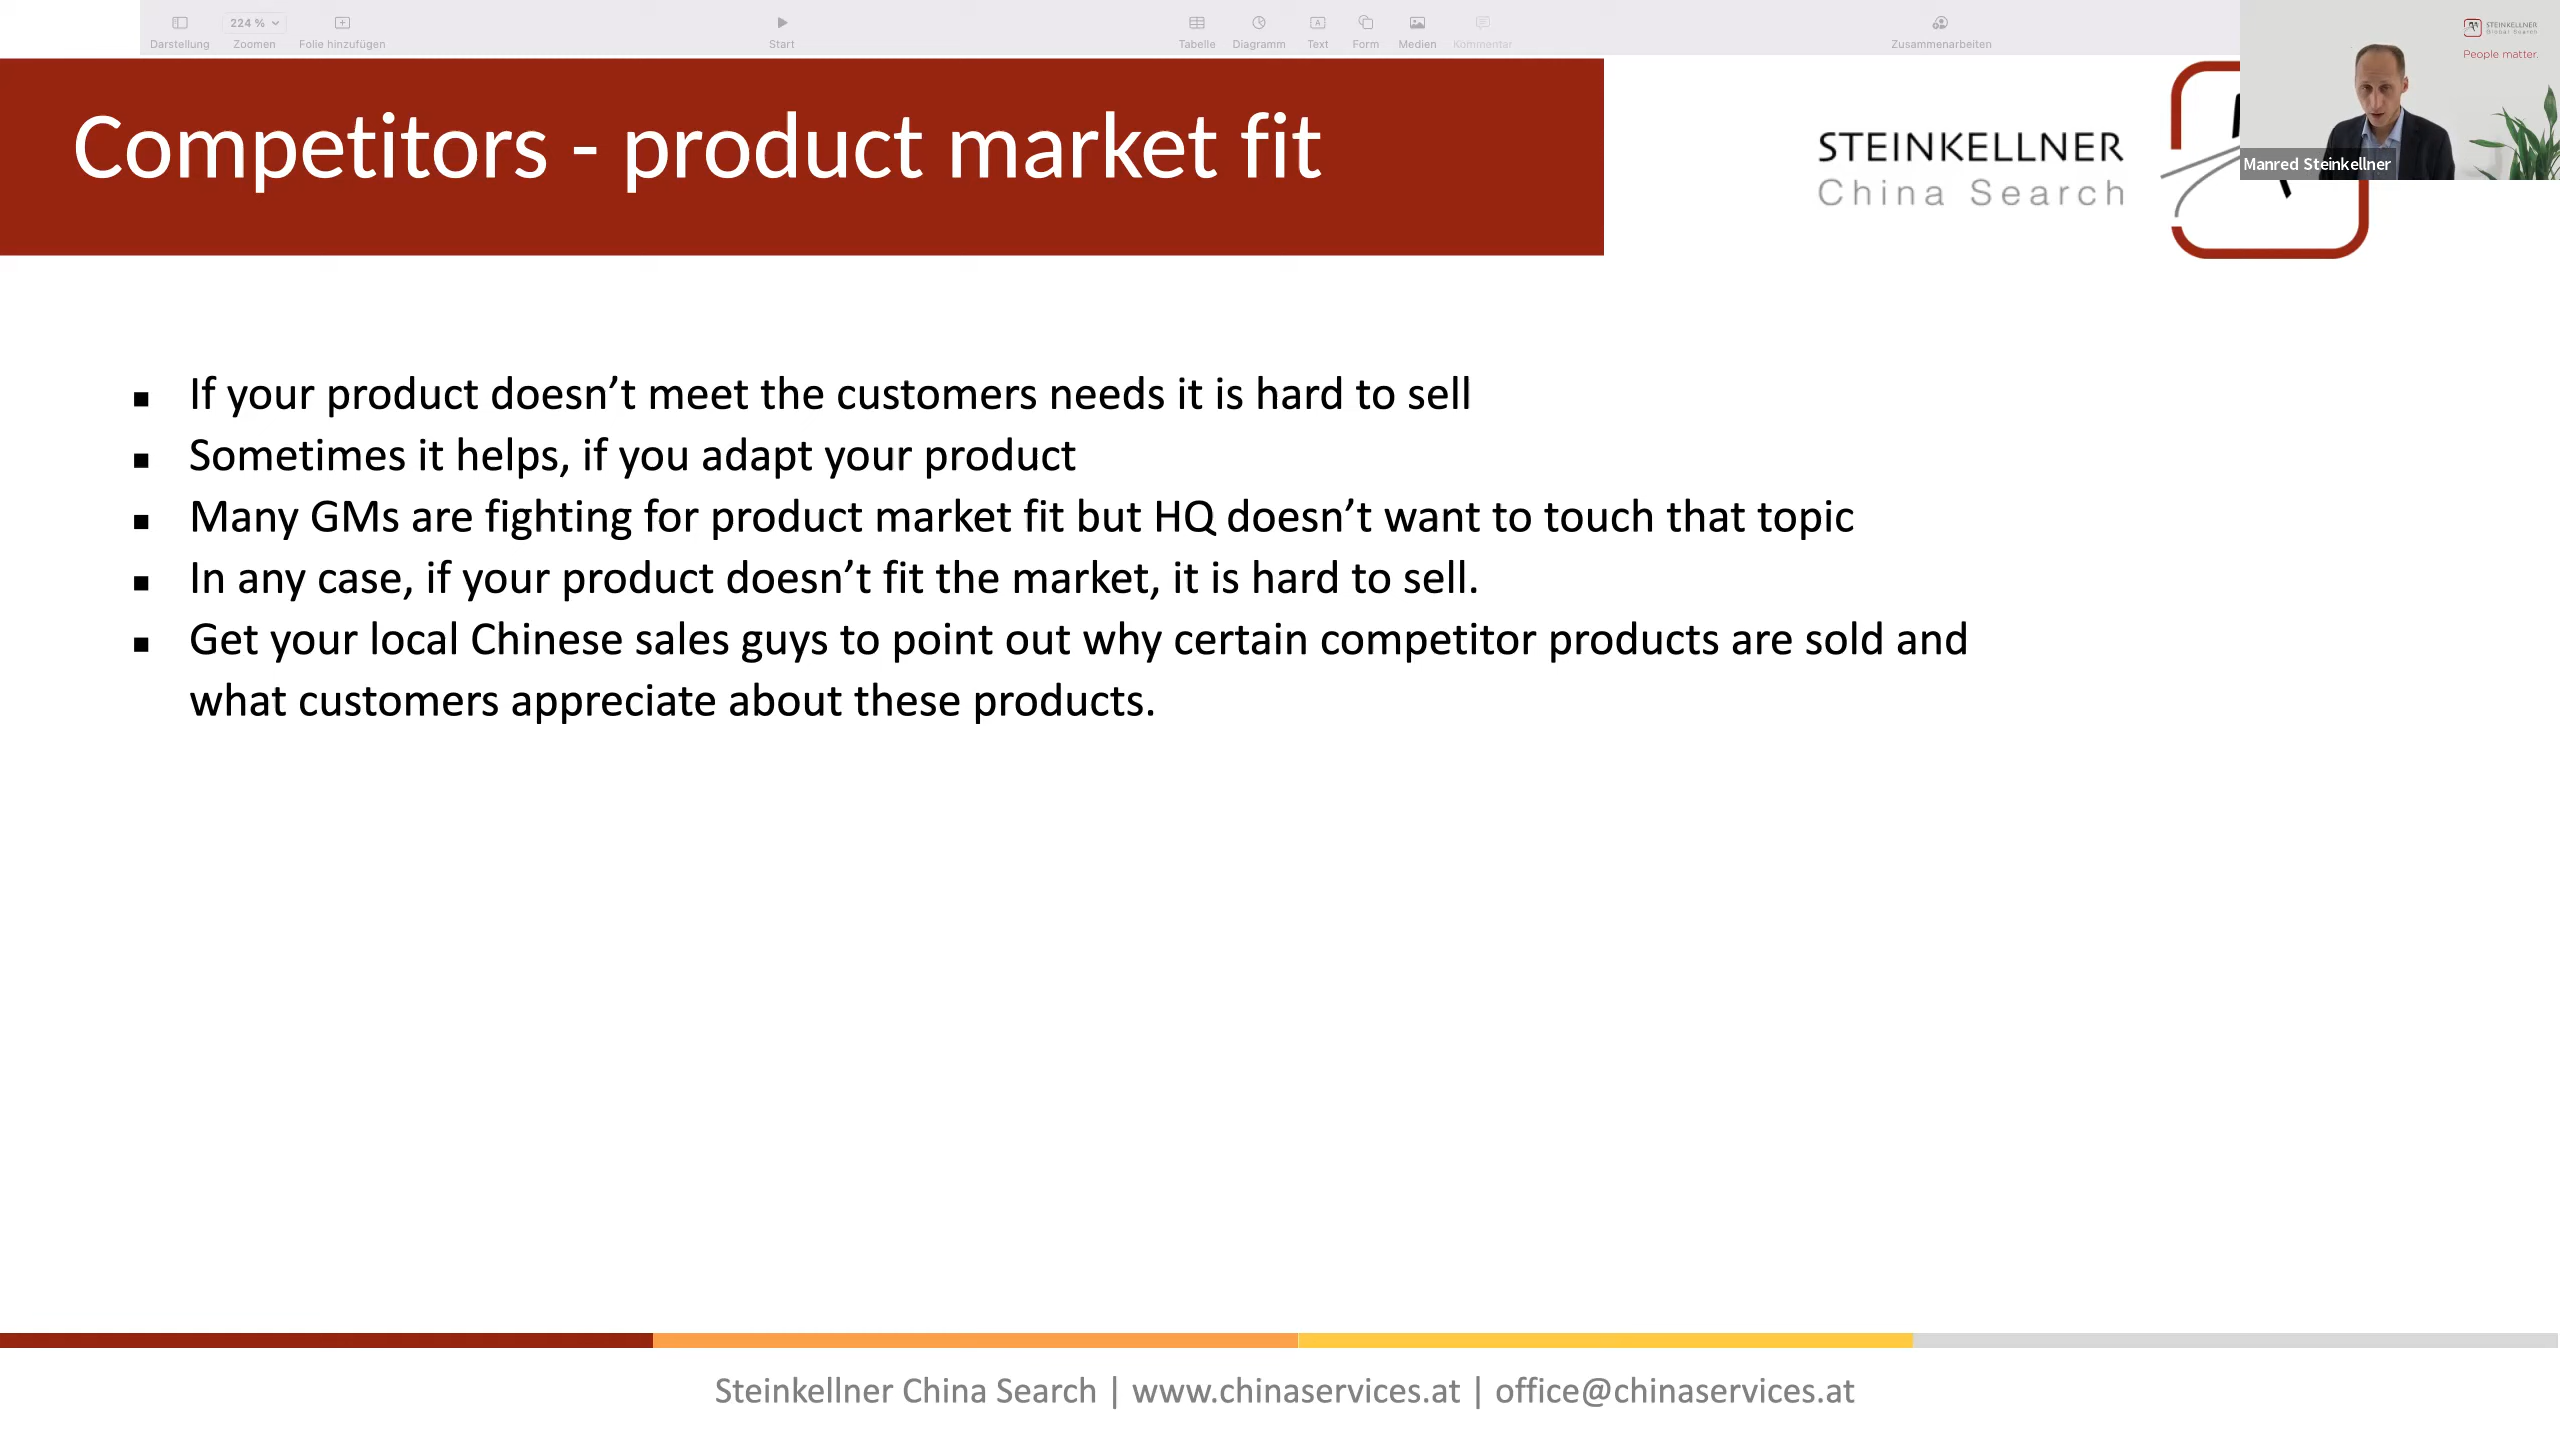 224 %
Darstellung Zoomen Folie hinzufügen Start Tabelle Diagramm Text Form Medien Kommentar Zusammenarbeiten
STEINKELLNER
Global Search
People matter.
Manred Steinkellner
Competitors - product market fit
STEINKELLNER
China Search
If your product doesn’t meet the customers needs it is hard to sell
Sometimes it helps, if you adapt your product
Many GMs are fighting for product market fit but HQ doesn’t want to touch that topic
In any case, if your product doesn’t fit the market, it is hard to sell.
Get your local Chinese sales guys to point out why certain competitor products are sold and
what customers appreciate about these products.
Steinkellner China Search | www.chinaservices.at | office@chinaservices.at